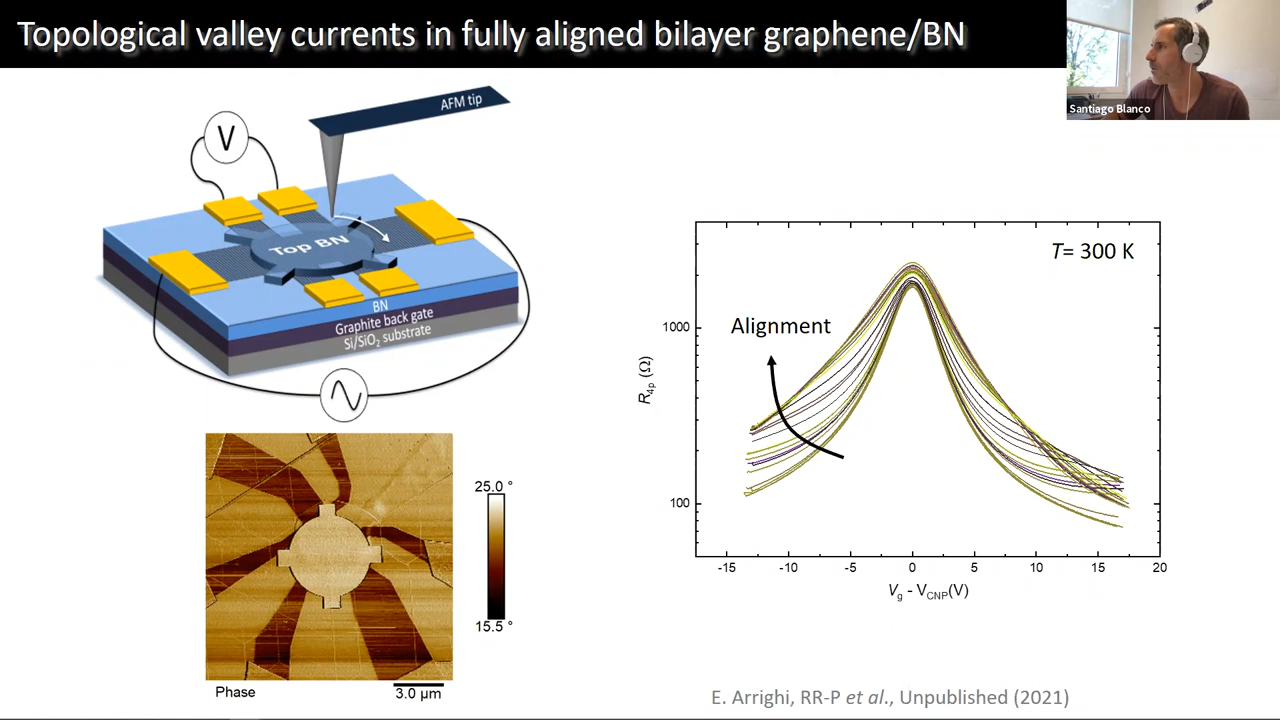 Topological valley currents in fully aligned bilayer graphene/BN
Santiago Blanco
AFM tip
V
Top BN
BN
Graphite back gate
Si/SiO₂ substrate
T= 300 K
Alignment
1000
100
R₄ₚ (Ω)
-15 -10 -5 0 5 10 15 20
V_g - V_CNP(V)
25.0 °
15.5 °
Phase
3.0 µm
E. Arrighi, RR-P et al., Unpublished (2021)